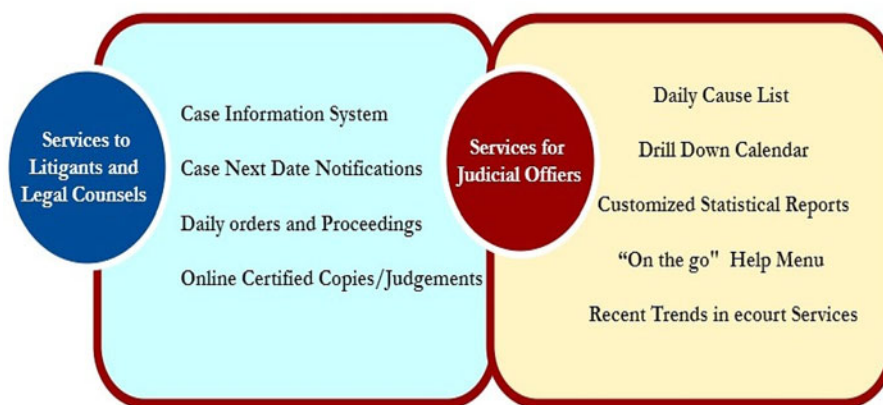 Services to
Litigants and
Legal Counsels
Case Information System
Case Next Date Notifications
Daily orders and Proceedings
Online Certified Copies/Judgements
Services for
Judicial Offiers
Daily Cause List
Drill Down Calendar
Customized Statistical Reports
“On the go" Help Menu
Recent Trends in ecourt Services